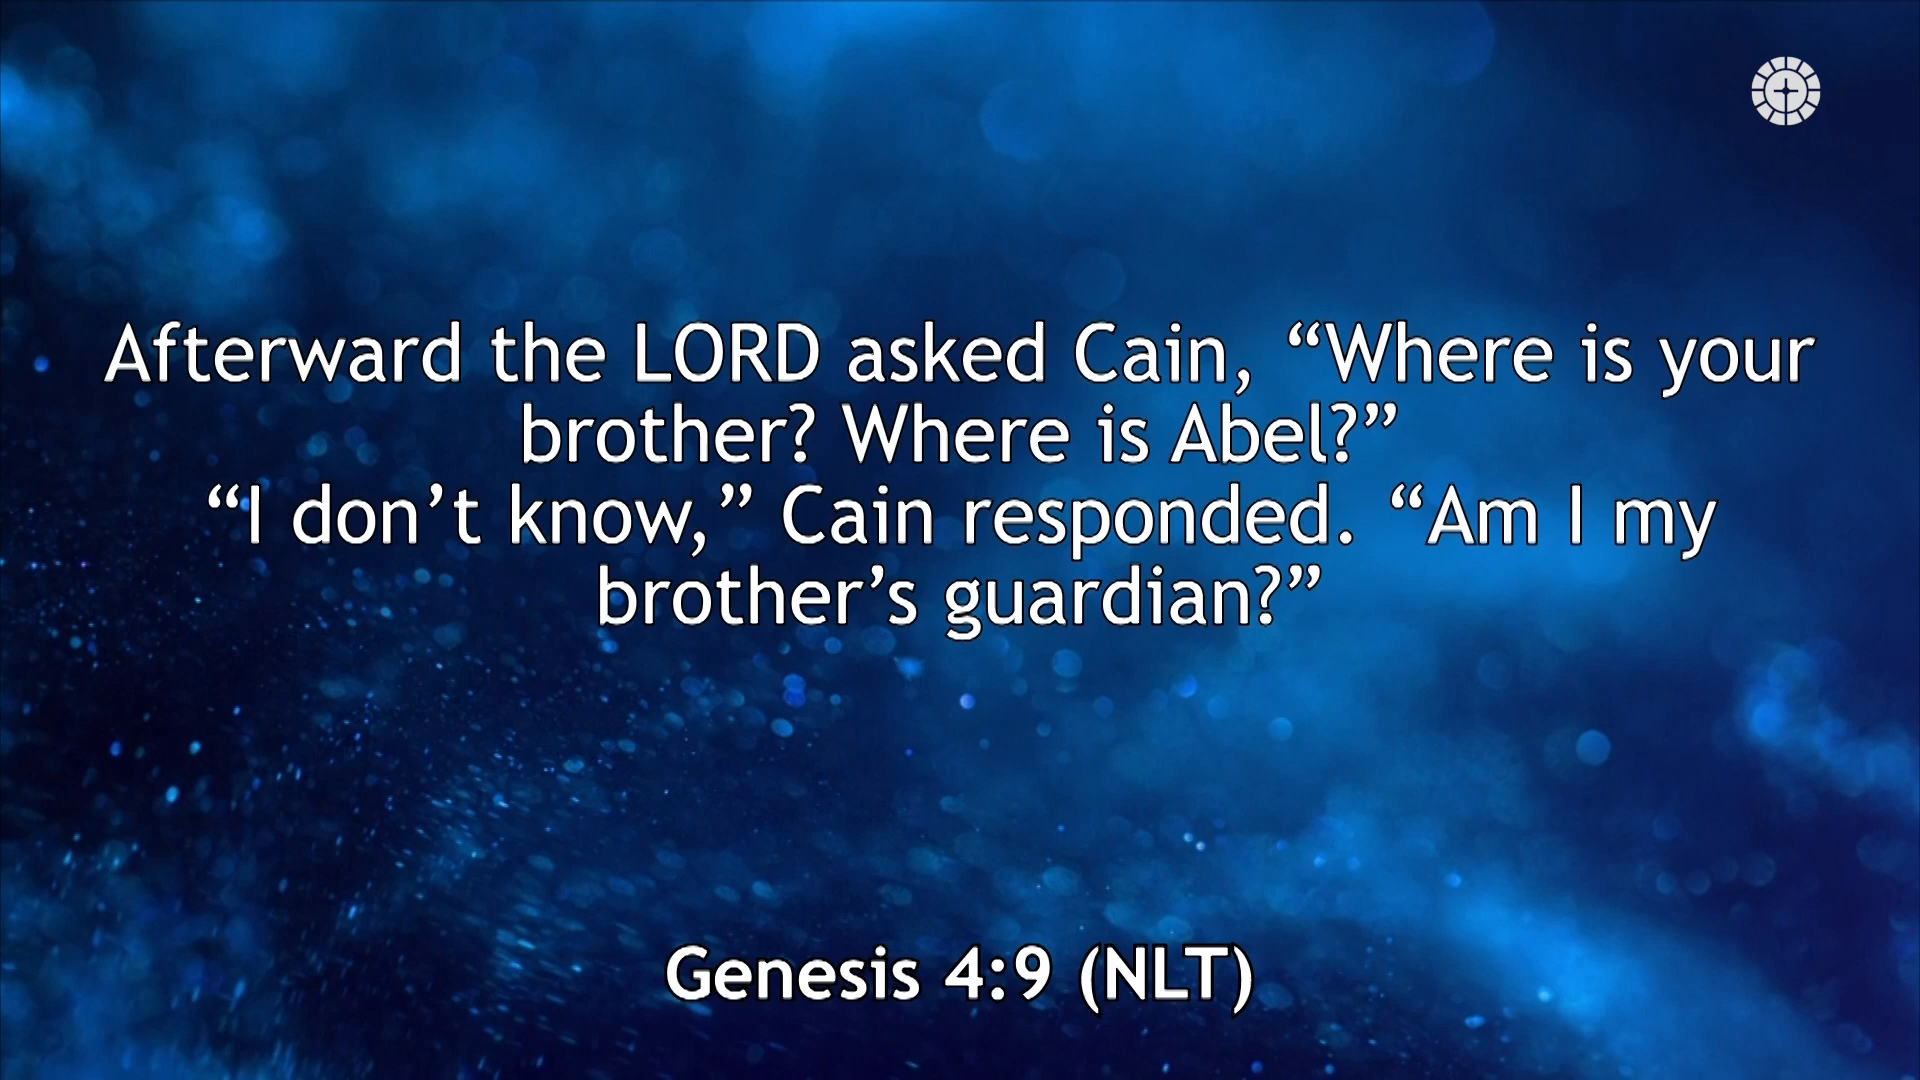 Afterward the LORD asked Cain, “Where is your
brother? Where is Abel?”
“I don’t know,” Cain responded. “Am I my
brother’s guardian?”
Genesis 4:9 (NLT)